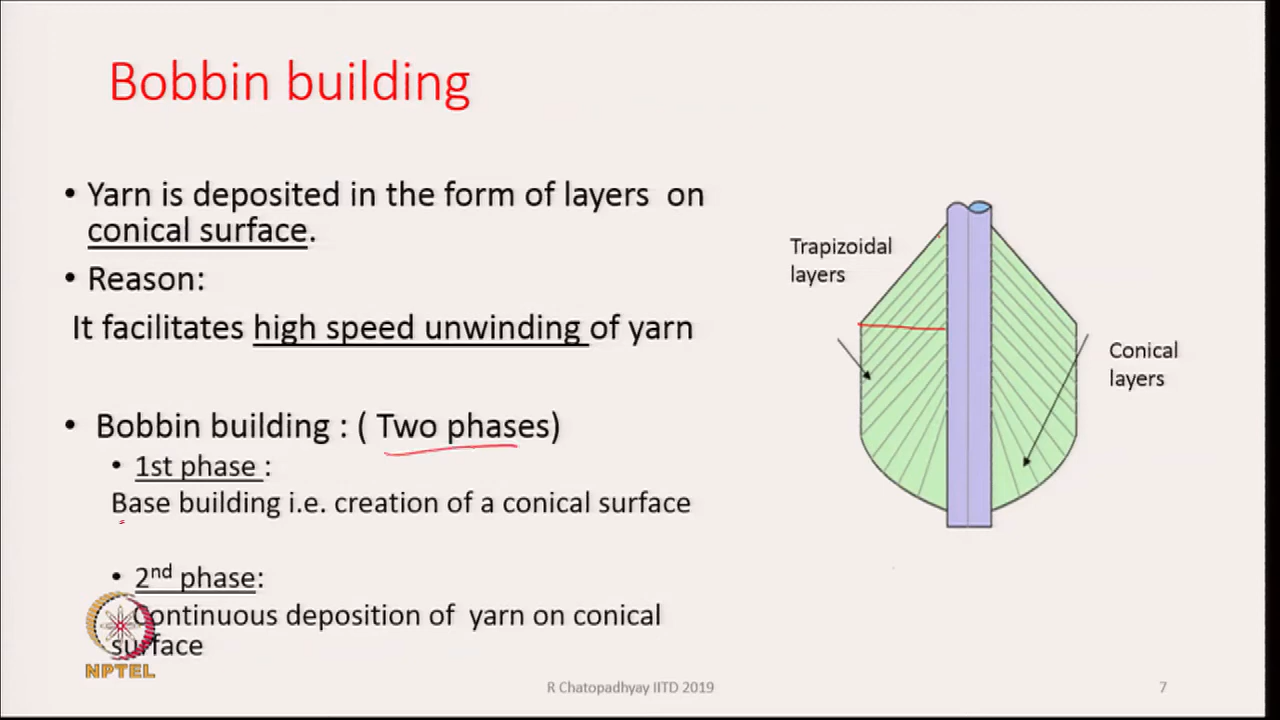 Bobbin building
• Yarn is deposited in the form of layers on
conical surface.
• Reason:
It facilitates high speed unwinding of yarn
• Bobbin building : ( Two phases)
• 1st phase :
Base building i.e. creation of a conical surface
• 2nd phase:
Continuous deposition of yarn on conical
surface
Trapizoidal
layers
Conical
layers
NPTEL
R Chatopadhyay IITD 2019
7